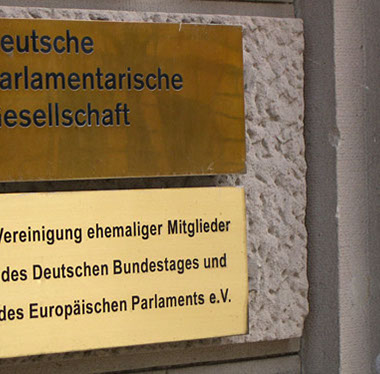 eutsche
arlamentarische
esellschaft
Vereinigung ehemaliger Mitglieder
des Deutschen Bundestages und
des Europäischen Parlaments e.V.